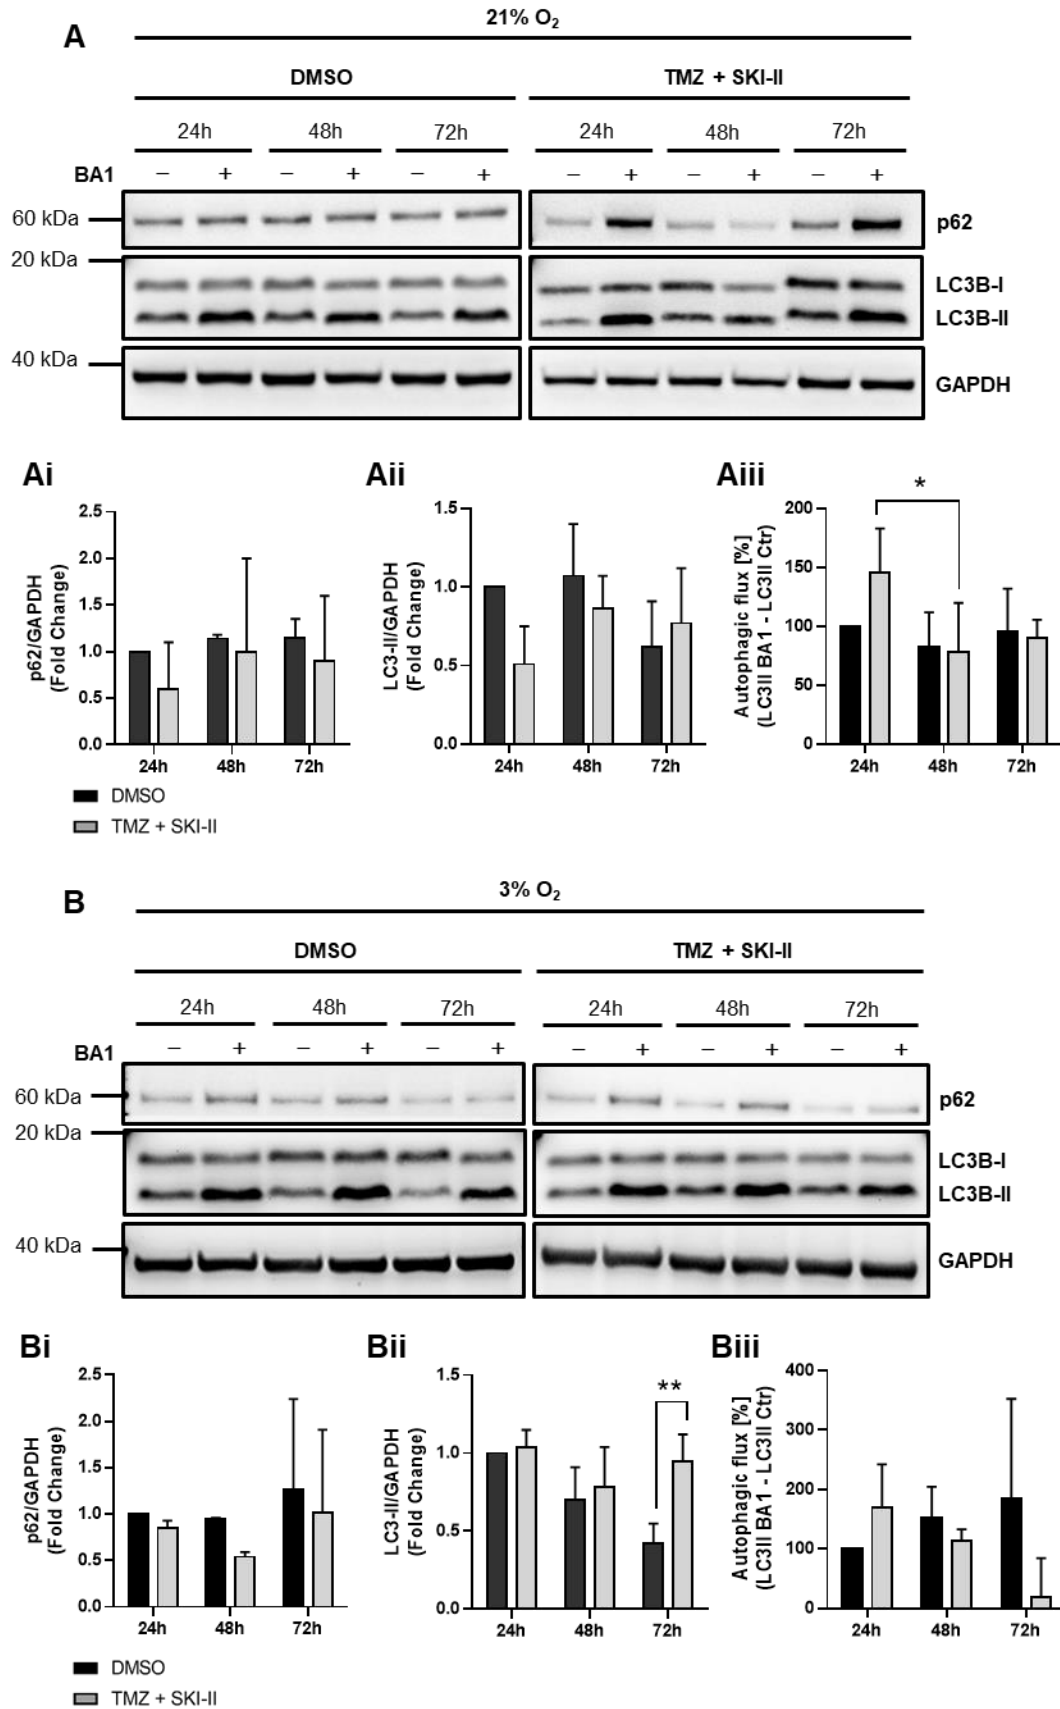 A
21% O₂
DMSO TMZ + SKI-II
24h 48h 72h 24h 48h 72h
BA1 − + − + − + − + − + − +
60 kDa p62
20 kDa LC3B-I
LC3B-II
40 kDa GAPDH
Ai Aii Aiii
p62/GAPDH
(Fold Change)
2.5
2.0
1.5
1.0
0.5
0.0
24h 48h 72h
LC3-II/GAPDH
(Fold Change)
1.5
1.0
0.5
0.0
24h 48h 72h
Autophagic flux [%]
(LC3II BA1 - LC3II Ctr)
*
200
150
100
50
0
24h 48h 72h
DMSO
TMZ + SKI-II
B
3% O₂
DMSO TMZ + SKI-II
24h 48h 72h 24h 48h 72h
BA1 − + − + − + − + − + − +
60 kDa p62
20 kDa LC3B-I
LC3B-II
40 kDa GAPDH
Bi Bii Biii
p62/GAPDH
(Fold Change)
2.5
2.0
1.5
1.0
0.5
0.0
24h 48h 72h
LC3-II/GAPDH
(Fold Change)
**
1.5
1.0
0.5
0.0
24h 48h 72h
Autophagic flux [%]
(LC3II BA1 - LC3II Ctr)
400
300
200
100
0
24h 48h 72h
DMSO
TMZ + SKI-II